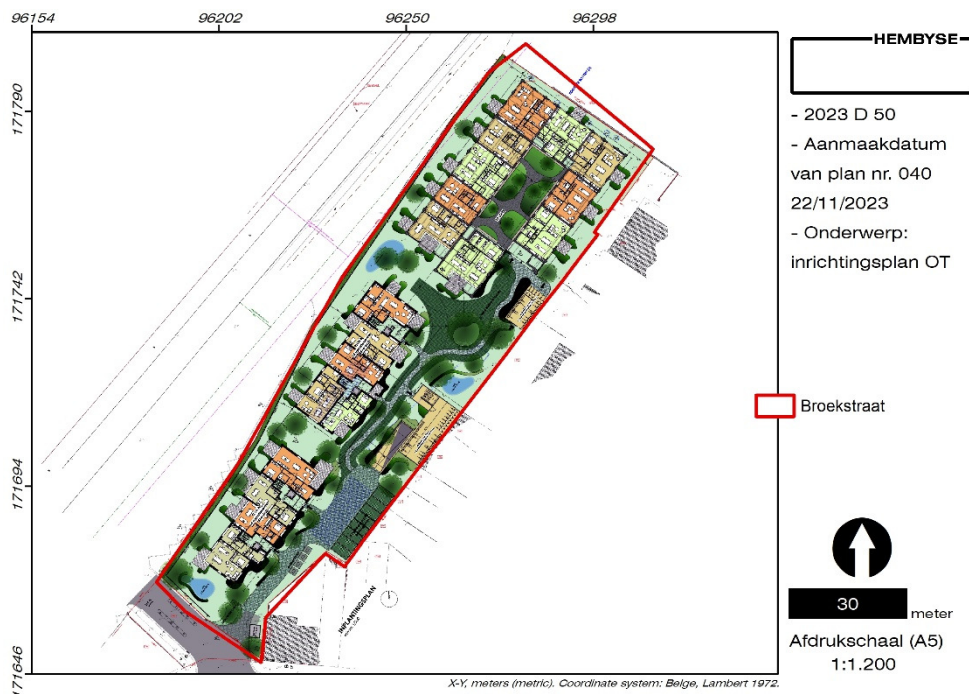 96154 96202 96250 96298
171790
171742
171694
171646
HEMBYSE
- 2023 D 50
- Aanmaakdatum
van plan nr. 040
22/11/2023
- Onderwerp:
inrichtingsplan OT
Broekstraat
30 meter
Afdrukschaal (A5)
1:1.200
INPLANTINGSPLAN
X-Y, meters (metric). Coordinate system: Belge, Lambert 1972.